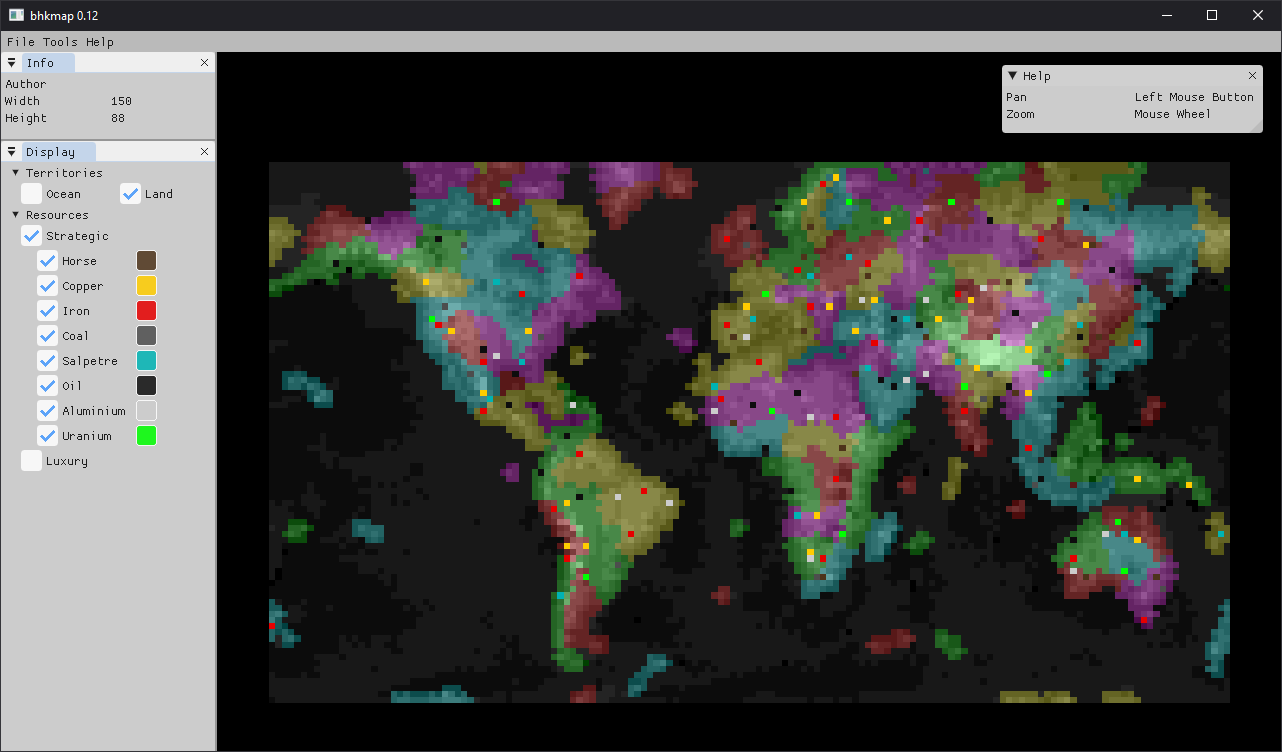 bhkmap 0.12
File Tools Help
Info
Author
Width 150
Height 88
Display
Territories
Ocean Land
Resources
Strategic
Horse
Copper
Iron
Coal
Salpetre
Oil
Aluminium
Uranium
Luxury
Help
Pan Left Mouse Button
Zoom Mouse Wheel